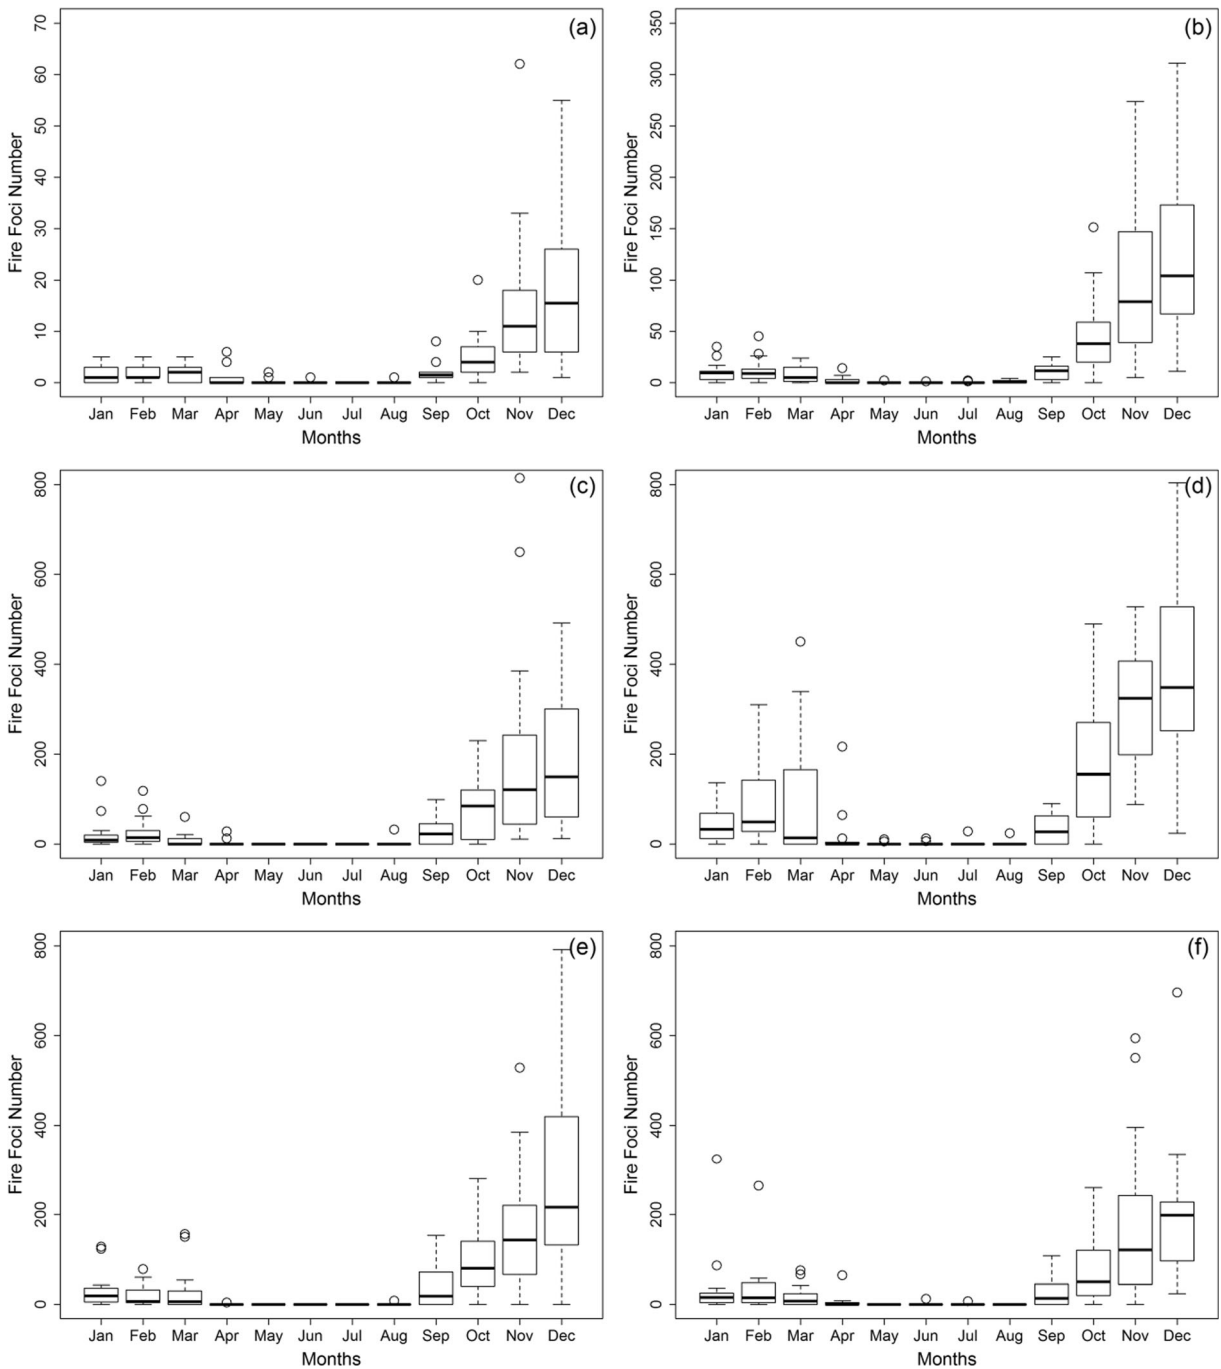 (a)
70
60
50
40
30
20
10
0
Fire Foci Number
Jan Feb Mar Apr May Jun Jul Aug Sep Oct Nov Dec
Months
(b)
350
300
250
200
150
100
50
0
Fire Foci Number
Jan Feb Mar Apr May Jun Jul Aug Sep Oct Nov Dec
Months
(c)
800
600
400
200
0
Fire Foci Number
Jan Feb Mar Apr May Jun Jul Aug Sep Oct Nov Dec
Months
(d)
800
600
400
200
0
Fire Foci Number
Jan Feb Mar Apr May Jun Jul Aug Sep Oct Nov Dec
Months
(e)
800
600
400
200
0
Fire Foci Number
Jan Feb Mar Apr May Jun Jul Aug Sep Oct Nov Dec
Months
(f)
800
600
400
200
0
Fire Foci Number
Jan Feb Mar Apr May Jun Jul Aug Sep Oct Nov Dec
Months